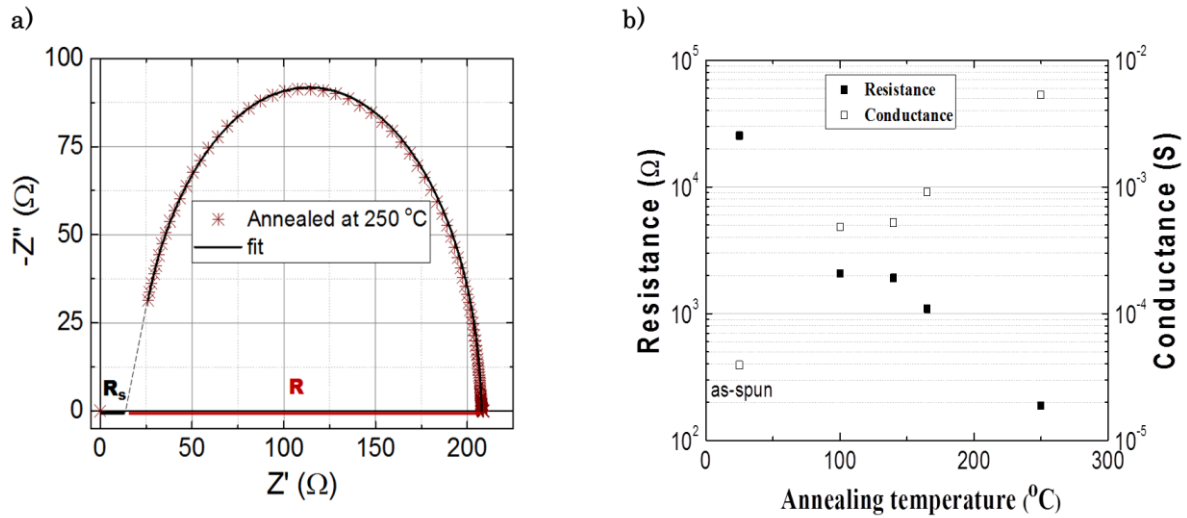 a)
100
75
50
25
0
-Z'' (Ω)
Annealed at 250 °C
fit
Rs
R
0 50 100 150 200
Z' (Ω)
b)
10^5
10^4
10^3
10^2
Resistance (Ω)
Resistance
Conductance
as-spun
10^-2
10^-3
10^-4
10^-5
Conductance (S)
0 100 200 300
Annealing temperature (°C)